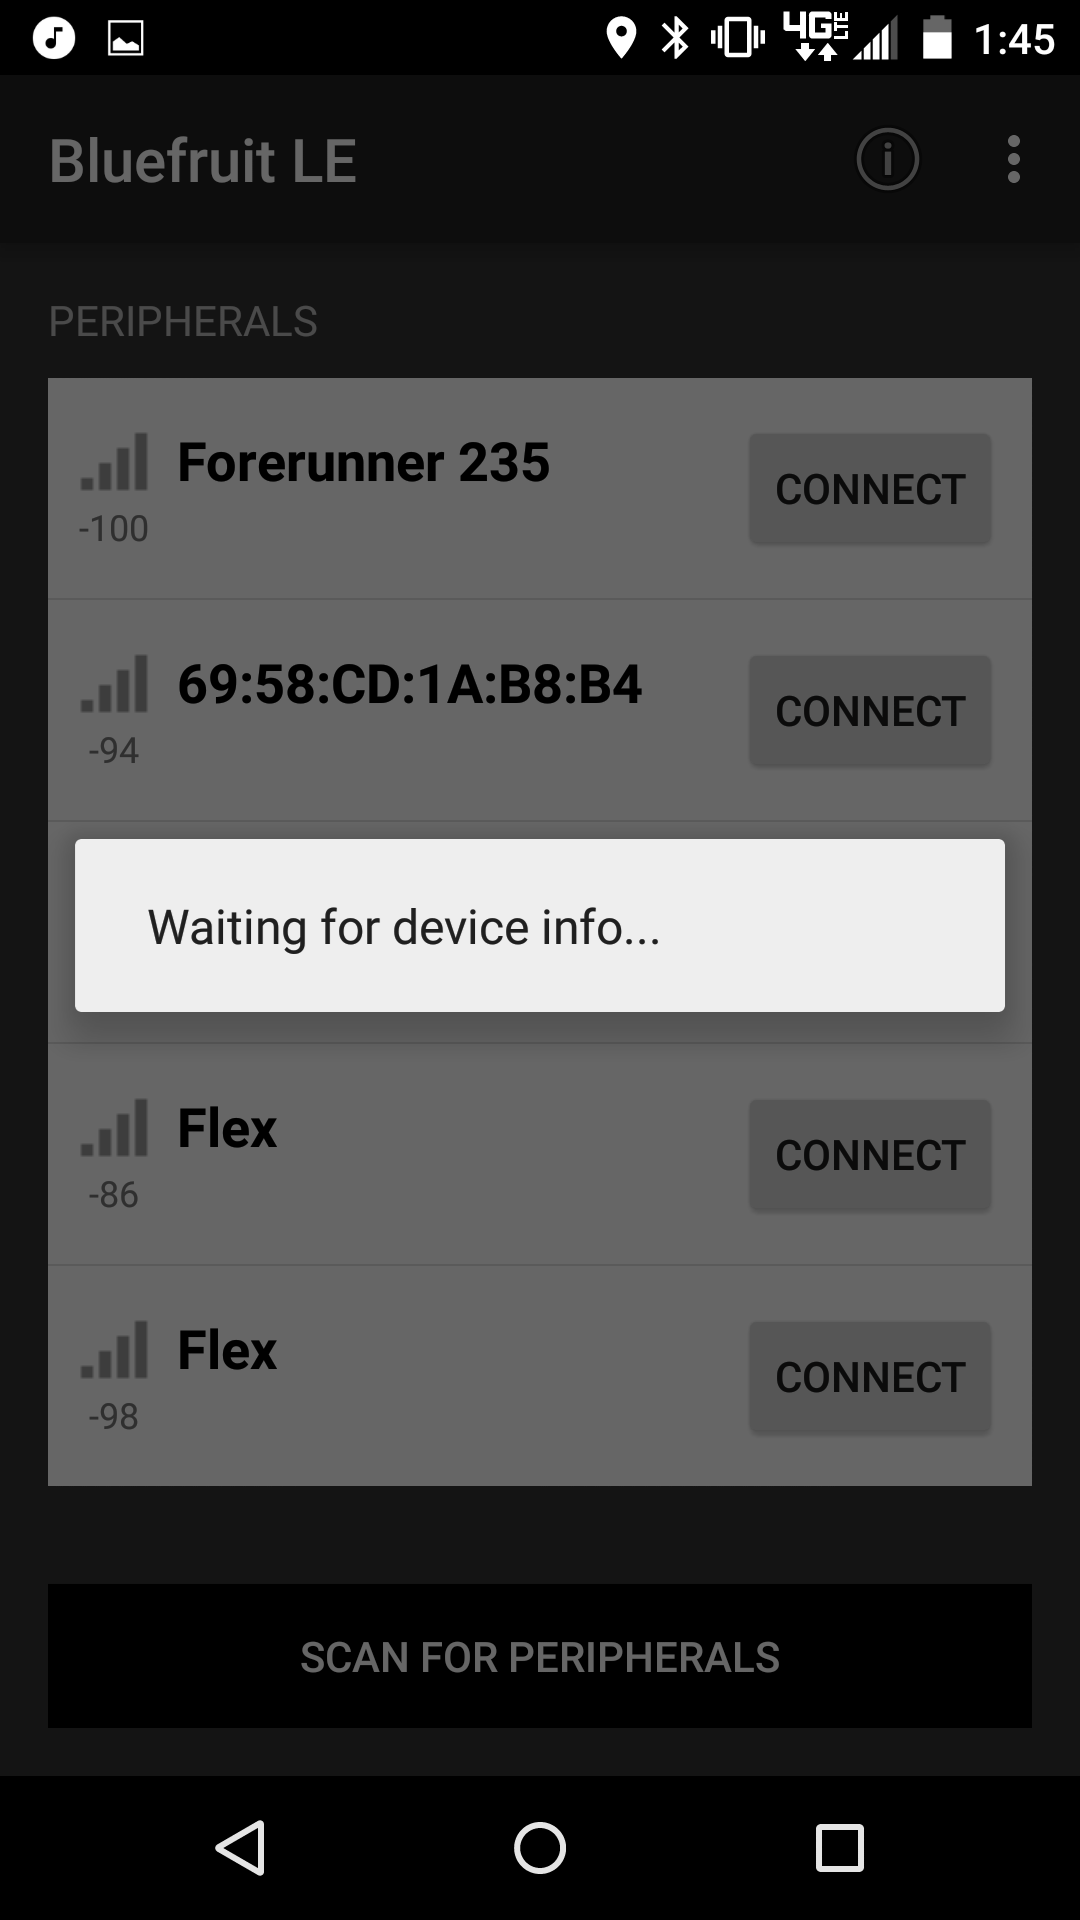 4G LTE 1:45
Bluefruit LE
PERIPHERALS
Forerunner 235
CONNECT
-100
69:58:CD:1A:B8:B4
CONNECT
-94
Waiting for device info...
Flex
CONNECT
-86
Flex
CONNECT
-98
SCAN FOR PERIPHERALS